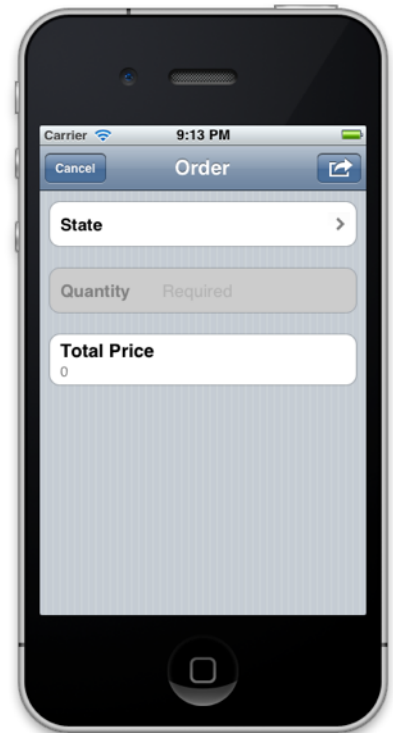 Carrier 9:13 PM
Cancel Order
State
Quantity Required
Total Price
0